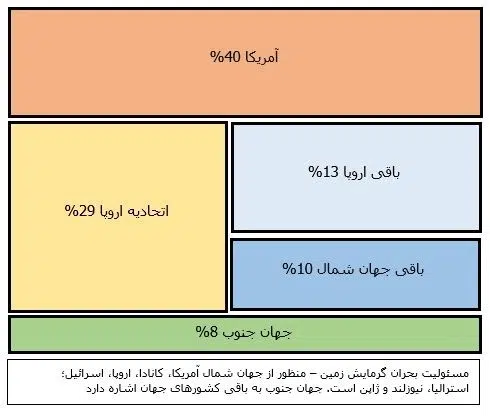 آمریکا 40%
باقی اروپا 13%
اتحادیه اروپا 29%
باقی جهان شمال 10%
جهان جنوب 8%
مسئولیت بحران گرمایش زمین – منظور از جهان شمال آمریکا، کانادا، اروپا، اسرائیل؛
استرالیا، نیوزلند و ژاپن است. جهان جنوب به باقی کشورهای جهان اشاره دارد